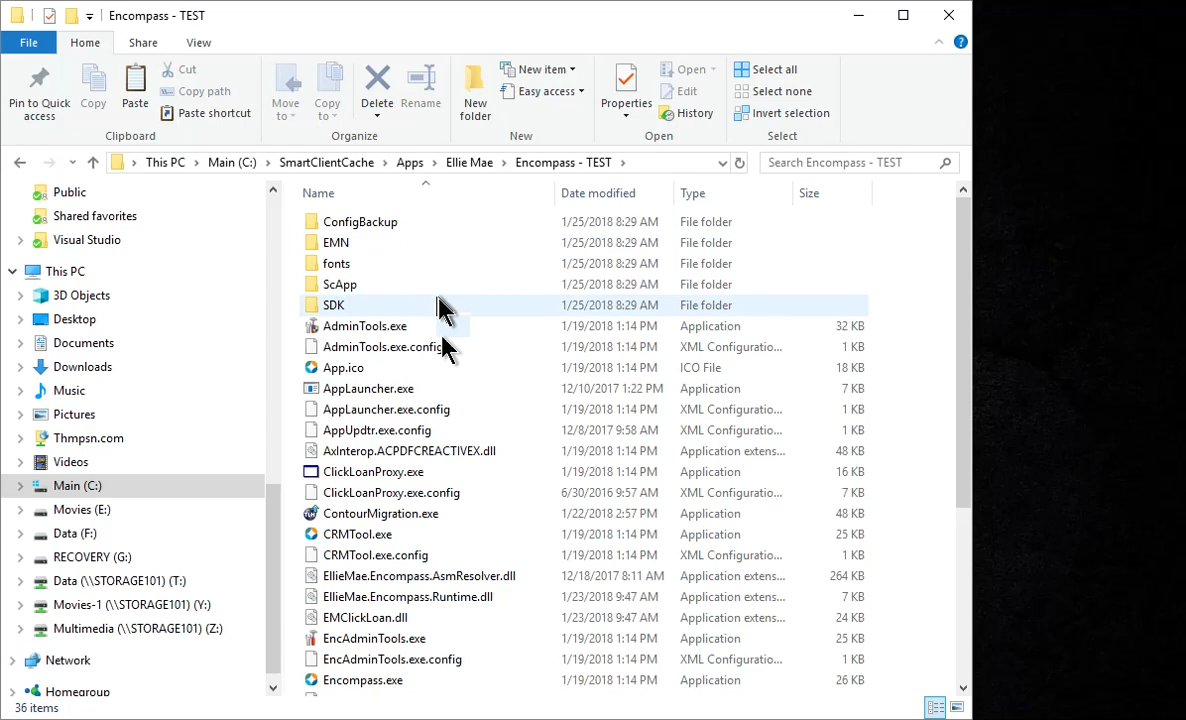 Encompass - TEST
File
Home
Share
View
Pin to Quick access
Copy
Paste
Cut
Copy path
Paste shortcut
Clipboard
Move to
Copy to
Delete
Rename
Organize
New folder
New item
Easy access
New
Properties
Open
Edit
History
Open
Select all
Select none
Invert selection
Select
This PC > Main (C:) > SmartClientCache > Apps > Ellie Mae > Encompass - TEST >
Search Encompass - TEST
Public
Shared favorites
Visual Studio
This PC
3D Objects
Desktop
Documents
Downloads
Music
Pictures
Thmpsn.com
Videos
Main (C:)
Movies (E:)
Data (F:)
RECOVERY (G:)
Data (\\STORAGE101) (T:)
Movies-1 (\\STORAGE101) (Y:)
Multimedia (\\STORAGE101) (Z:)
Network
Homegroup
Name Date modified Type Size
ConfigBackup 1/25/2018 8:29 AM File folder
EMN 1/25/2018 8:29 AM File folder
fonts 1/25/2018 8:29 AM File folder
ScApp 1/25/2018 8:29 AM File folder
SDK 1/25/2018 8:29 AM File folder
AdminTools.exe 1/19/2018 1:14 PM Application 32 KB
AdminTools.exe.config 1/19/2018 1:14 PM XML Configuratio... 1 KB
App.ico 1/19/2018 1:14 PM ICO File 18 KB
AppLauncher.exe 12/10/2017 1:22 PM Application 7 KB
AppLauncher.exe.config 1/19/2018 1:14 PM XML Configuratio... 1 KB
AppUpdtr.exe.config 12/8/2017 9:58 AM XML Configuratio... 1 KB
AxInterop.ACPDFCREACTIVEX.dll 1/19/2018 1:14 PM Application extens... 48 KB
ClickLoanProxy.exe 1/19/2018 1:14 PM Application 16 KB
ClickLoanProxy.exe.config 6/30/2016 9:57 AM XML Configuratio... 7 KB
ContourMigration.exe 1/22/2018 2:57 PM Application 48 KB
CRMTool.exe 1/19/2018 1:14 PM Application 25 KB
CRMTool.exe.config 1/19/2018 1:14 PM XML Configuratio... 1 KB
EllieMae.Encompass.AsmResolver.dll 12/18/2017 8:11 AM Application extens... 264 KB
EllieMae.Encompass.Runtime.dll 1/23/2018 9:47 AM Application extens... 7 KB
EMClickLoan.dll 1/23/2018 9:47 AM Application extens... 24 KB
EncAdminTools.exe 1/19/2018 1:14 PM Application 25 KB
EncAdminTools.exe.config 1/19/2018 1:14 PM XML Configuratio... 1 KB
Encompass.exe 1/19/2018 1:14 PM Application 26 KB
36 items